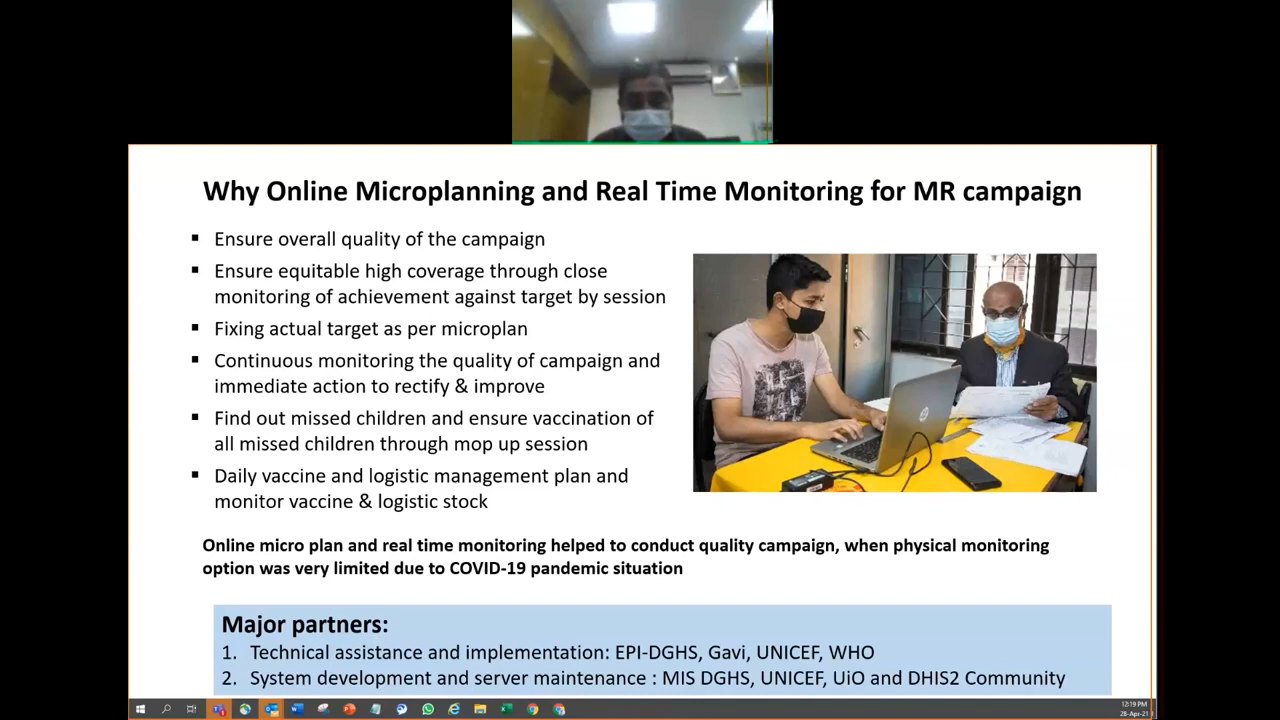 Why Online Microplanning and Real Time Monitoring for MR campaign
▪ Ensure overall quality of the campaign
▪ Ensure equitable high coverage through close
monitoring of achievement against target by session
▪ Fixing actual target as per microplan
▪ Continuous monitoring the quality of campaign and
immediate action to rectify & improve
▪ Find out missed children and ensure vaccination of
all missed children through mop up session
▪ Daily vaccine and logistic management plan and
monitor vaccine & logistic stock
Online micro plan and real time monitoring helped to conduct quality campaign, when physical monitoring
option was very limited due to COVID-19 pandemic situation
Major partners:
1. Technical assistance and implementation: EPI-DGHS, Gavi, UNICEF, WHO
2. System development and server maintenance : MIS DGHS, UNICEF, UiO and DHIS2 Community
12:19 PM
28-Apr-21